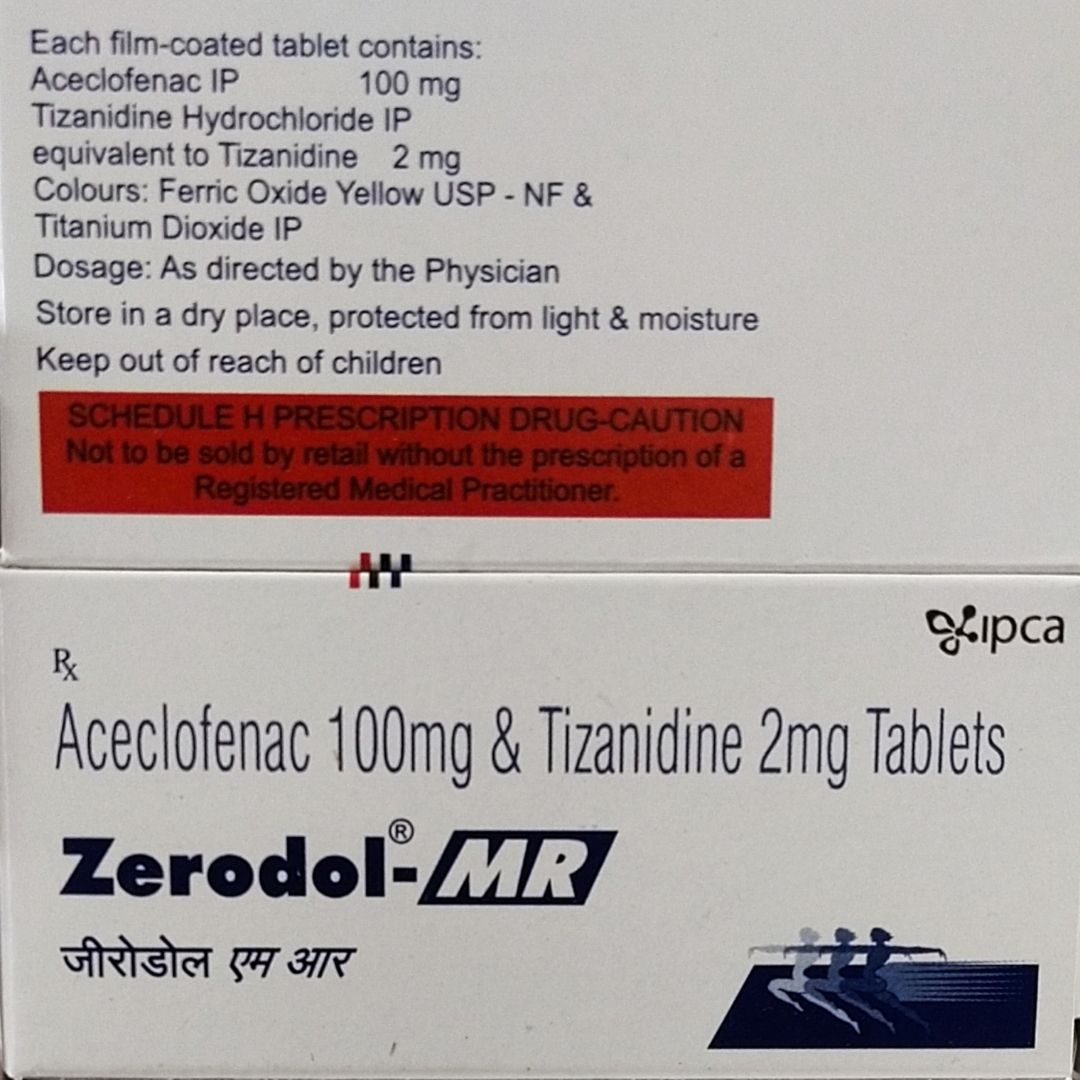 Each film-coated tablet contains:
Aceclofenac IP 100 mg
Tizanidine Hydrochloride IP
equivalent to Tizanidine 2 mg
Colours: Ferric Oxide Yellow USP - NF &
Titanium Dioxide IP
Dosage: As directed by the Physician
Store in a dry place, protected from light & moisture
Keep out of reach of children
SCHEDULE H PRESCRIPTION DRUG-CAUTION
Not to be sold by retail without the prescription of a
Registered Medical Practitioner.
ipca
Rx
Aceclofenac 100mg & Tizanidine 2mg Tablets
Zerodol®-MR
जीरोडोल एम आर